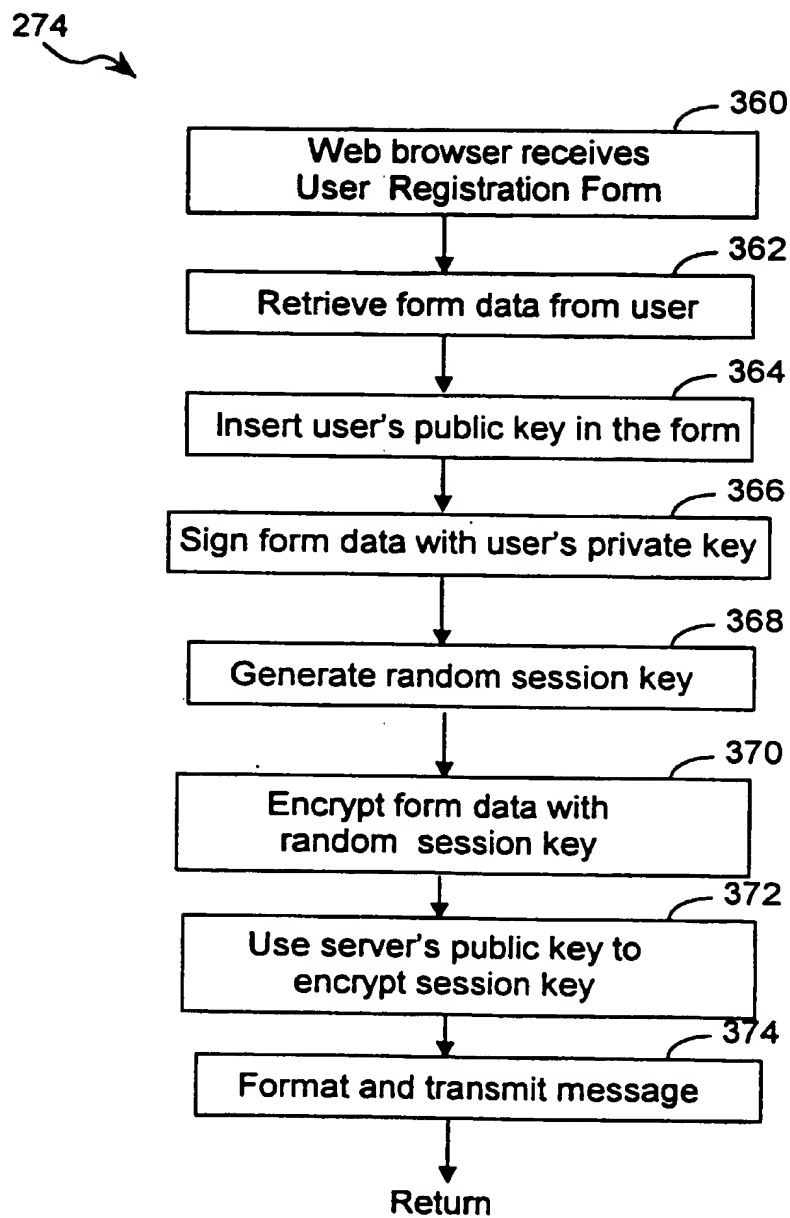 274
360
Web browser receives
User Registration Form
362
Retrieve form data from user
364
Insert user's public key in the form
366
Sign form data with user's private key
368
Generate random session key
370
Encrypt form data with
random session key
372
Use server's public key to
encrypt session key
374
Format and transmit message
Return